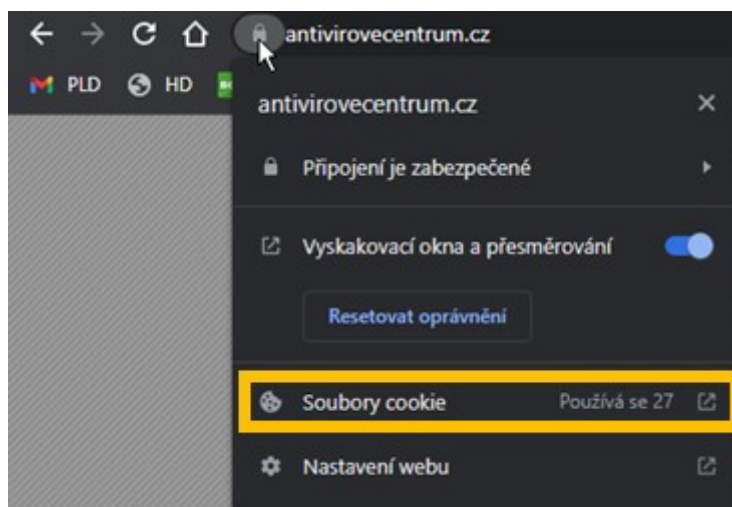 antivirovecentrum.cz
PLD HD
antivirovecentrum.cz
Připojení je zabezpečené
Vyskakovací okna a přesměrování
Resetovat oprávnění
Soubory cookie Používá se 27
Nastavení webu